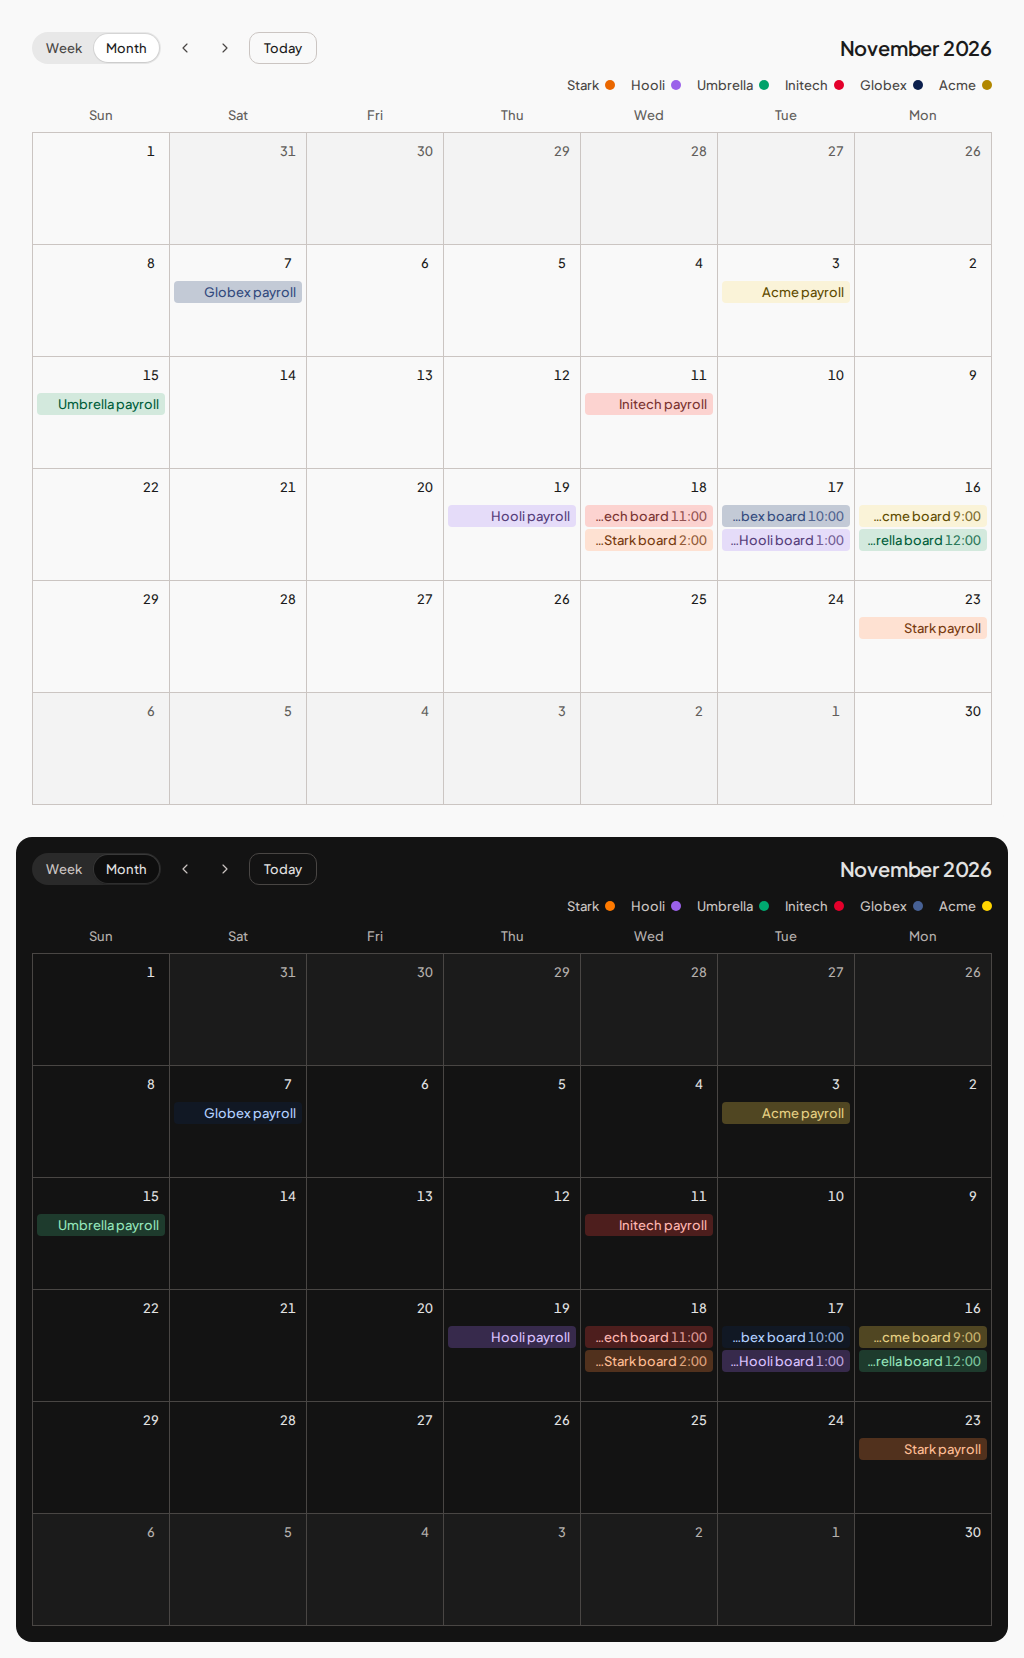 Week Month Today November 2026
Stark Hooli Umbrella Initech Globex Acme
Sun Sat Fri Thu Wed Tue Mon
1 31 30 29 28 27 26
8 7 6 5 4 3 2
Globex payroll Acme payroll
15 14 13 12 11 10 9
Umbrella payroll Initech payroll
22 21 20 19 18 17 16
Hooli payroll …ech board 11:00 …bex board 10:00 …cme board 9:00
…Stark board 2:00 …Hooli board 1:00 …rella board 12:00
29 28 27 26 25 24 23
Stark payroll
6 5 4 3 2 1 30
Week Month Today November 2026
Stark Hooli Umbrella Initech Globex Acme
Sun Sat Fri Thu Wed Tue Mon
1 31 30 29 28 27 26
8 7 6 5 4 3 2
Globex payroll Acme payroll
15 14 13 12 11 10 9
Umbrella payroll Initech payroll
22 21 20 19 18 17 16
Hooli payroll …ech board 11:00 …bex board 10:00 …cme board 9:00
…Stark board 2:00 …Hooli board 1:00 …rella board 12:00
29 28 27 26 25 24 23
Stark payroll
6 5 4 3 2 1 30